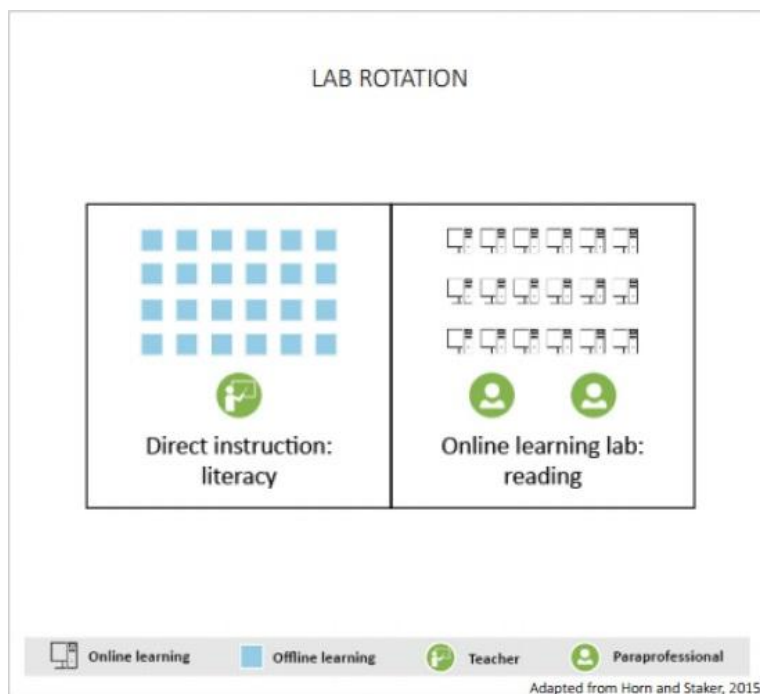 LAB ROTATION
Direct instruction:
literacy
Online learning lab:
reading
Online learning
Offline learning
Teacher
Paraprofessional
Adapted from Horn and Staker, 2015